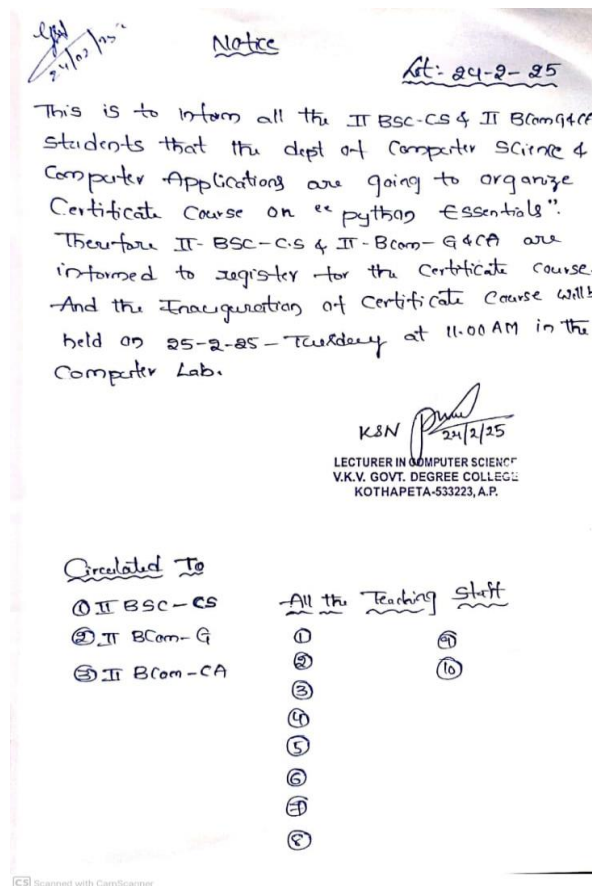 24/02/25
Notice
Dt:- 24-2-25
This is to inform all the II BSC-CS & II BCom G&CA
students that the dept of Computer Science &
Computer Applications are going to organize
Certificate Course on "python Essentials".
Therefore II-BSC-C.S & II-Bcom-G&CA are
informed to register for the Certificate Course.
And the Inauguration of Certificate Course will b
held on 25-2-25-Tuesday at 11.00 AM in the
Computer Lab.
KSN
24/2/25
LECTURER IN COMPUTER SCIENCE
V.K.V. GOVT. DEGREE COLLEGE
KOTHAPETA-533223, A.P.
Circulated To
① II BSC-CS
② II BCom-G
③ II BCom-CA
All the Teaching Staff
①
②
③
④
⑤
⑥
⑦
⑧
⑨
⑩
CS Scanned with CamScanner